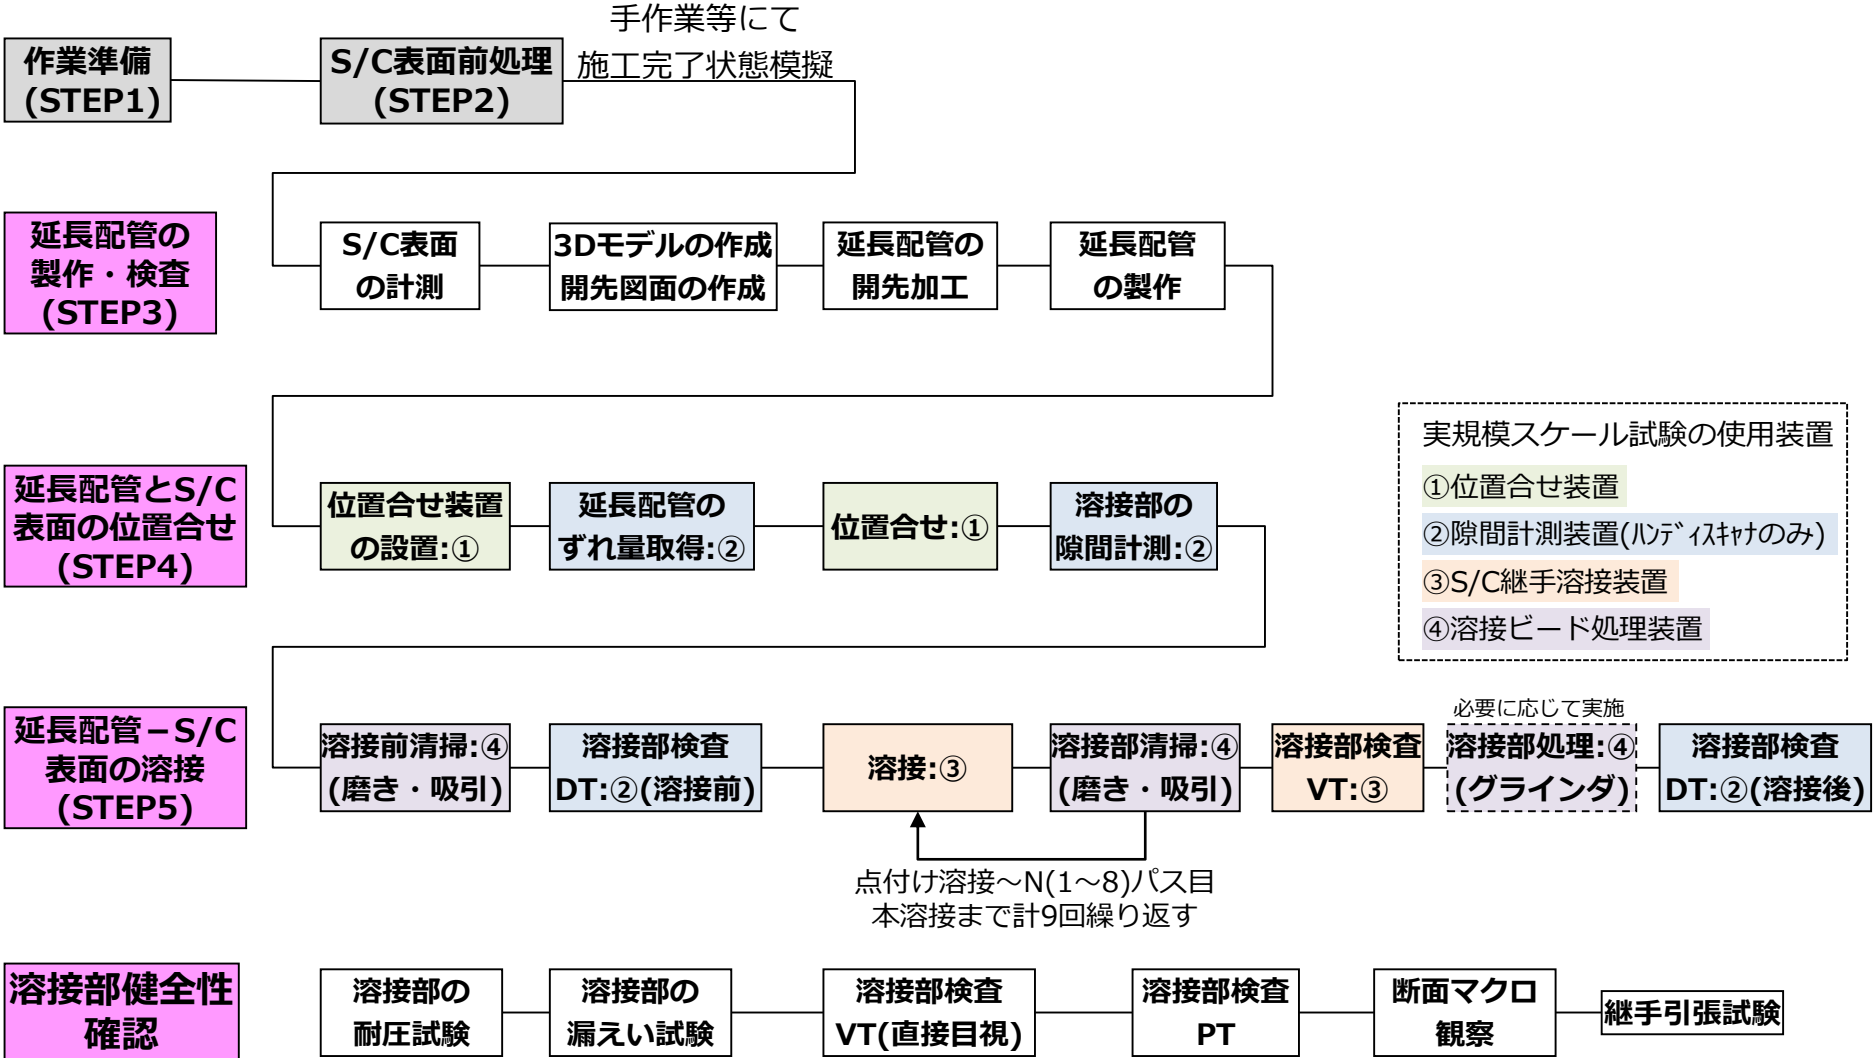 手作業等にて
施工完了状態模擬
作業準備
(STEP1)
S/C表面前処理
(STEP2)
延長配管の
製作・検査
(STEP3)
S/C表面
の計測
3Dモデルの作成
開先図面の作成
延長配管の
開先加工
延長配管
の製作
延長配管とS/C
表面の位置合せ
(STEP4)
位置合せ装置
の設置:①
延長配管の
ずれ量取得:②
位置合せ:①
溶接部の
隙間計測:②
実規模スケール試験の使用装置
①位置合せ装置
②隙間計測装置(ﾊﾝﾃﾞｨｽｷｬﾅのみ)
③S/C継手溶接装置
④溶接ビード処理装置
延長配管－S/C
表面の溶接
(STEP5)
溶接前清掃:④
(磨き・吸引)
溶接部検査
DT:②(溶接前)
溶接:③
溶接部清掃:④
(磨き・吸引)
溶接部検査
VT:③
必要に応じて実施
溶接部処理:④
(グラインダ)
溶接部検査
DT:②(溶接後)
点付け溶接～N(1～8)パス目
本溶接まで計9回繰り返す
溶接部健全性
確認
溶接部の
耐圧試験
溶接部の
漏えい試験
溶接部検査
VT(直接目視)
溶接部検査
PT
断面マクロ
観察
継手引張試験